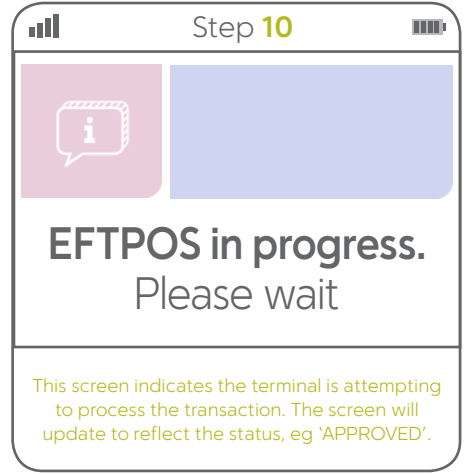 Step 10
i
EFTPOS in progress.
Please wait
This screen indicates the terminal is attempting
to process the transaction. The screen will
update to reflect the status, eg ‘APPROVED’.